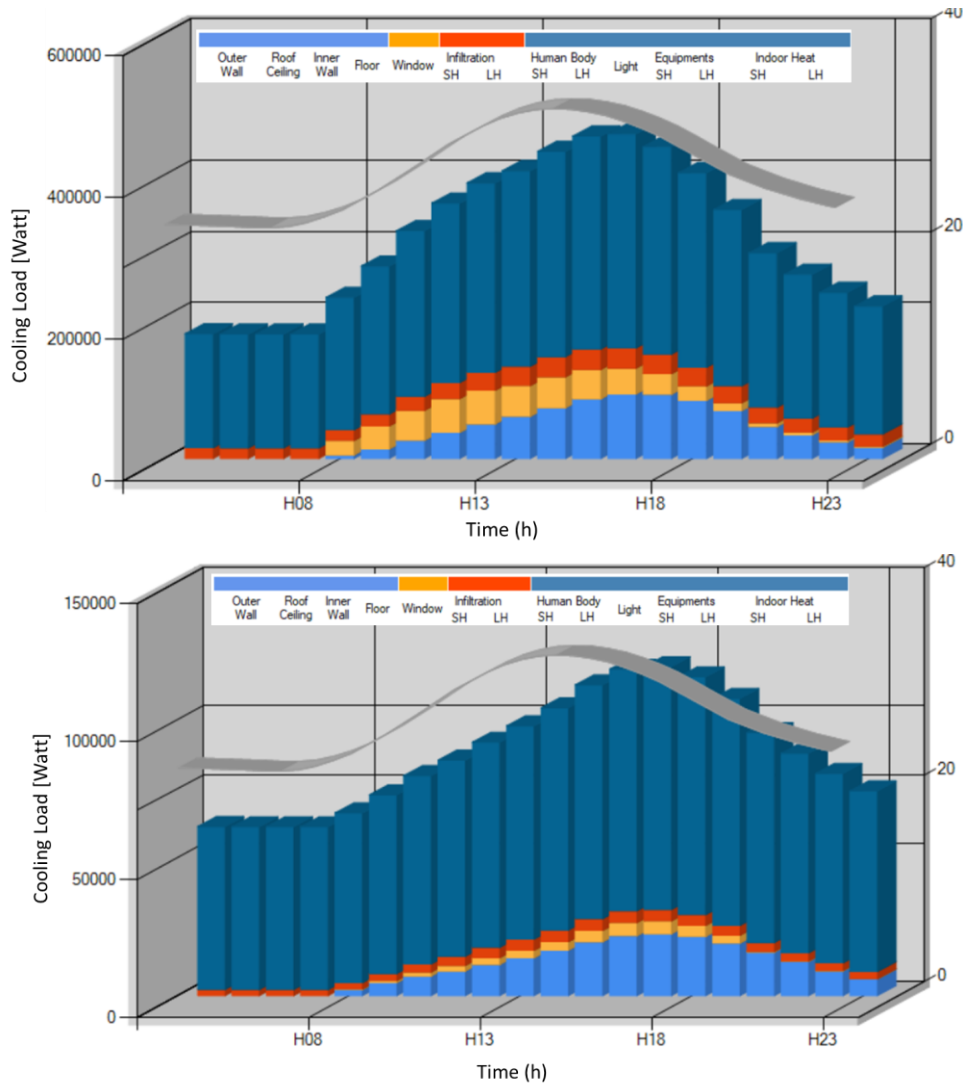 40
600000
Outer Roof Inner Floor Window Infiltration Human Body Light Equipments Indoor Heat
Wall Ceiling Wall SH LH SH LH SH LH SH LH
400000
20
Cooling Load [Watt]
200000
0
0
H08 H13 H18 H23
Time (h)
40
150000
Outer Roof Inner Floor Window Infiltration Human Body Light Equipments Indoor Heat
Wall Ceiling Wall SH LH SH LH SH LH SH LH
100000
20
Cooling Load [Watt]
50000
0
0
H08 H13 H18 H23
Time (h)